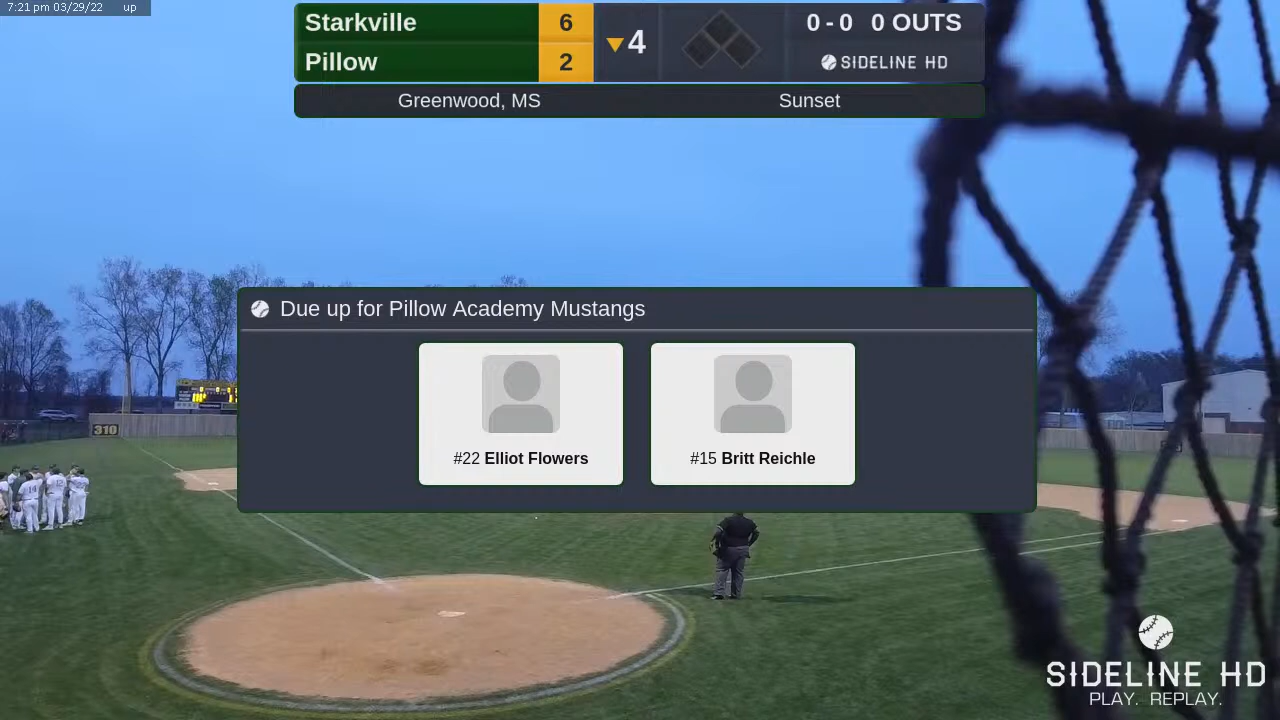 7:21 pm 03/29/22 up
Starkville 6
Pillow 2
4
0 - 0 0 OUTS
SIDELINE HD
Greenwood, MS Sunset
Due up for Pillow Academy Mustangs
#22 Elliot Flowers
#15 Britt Reichle
310
14
12
SIDELINE HD
PLAY. REPLAY.